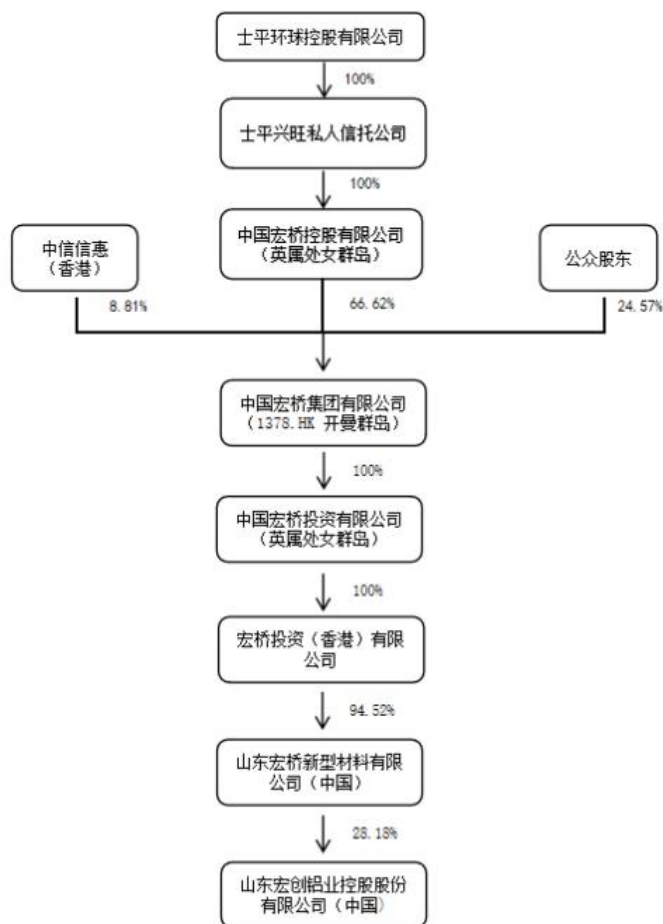 士平环球控股有限公司
100%
士平兴旺私人信托公司
100%
中国宏桥控股有限公司
（英属处女群岛）
中信信惠
（香港）
公众股东
8.81%
66.62%
24.57%
中国宏桥集团有限公司
（1378.HK 开曼群岛）
100%
中国宏桥投资有限公司
（英属处女群岛）
100%
宏桥投资（香港）有限
公司
94.52%
山东宏桥新型材料有限
公司（中国）
28.18%
山东宏创铝业控股股份
有限公司（中国）